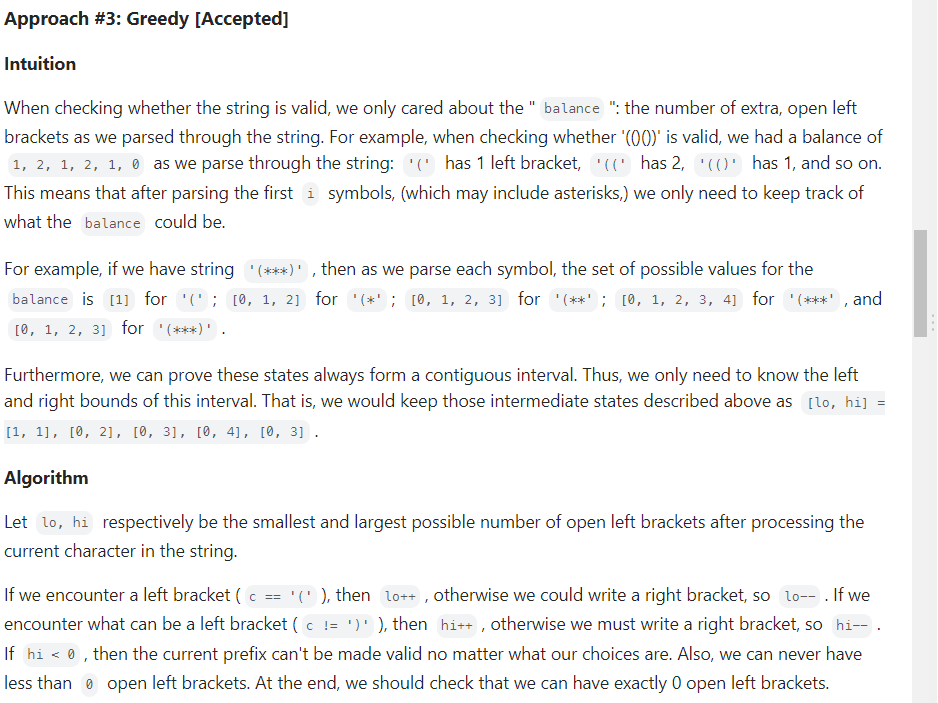 Approach #3: Greedy [Accepted]
Intuition
When checking whether the string is valid, we only cared about the " balance ": the number of extra, open left
brackets as we parsed through the string. For example, when checking whether '(()())' is valid, we had a balance of
1, 2, 1, 2, 1, 0 as we parse through the string: '(' has 1 left bracket, '((' has 2, '(()' has 1, and so on.
This means that after parsing the first i symbols, (which may include asterisks,) we only need to keep track of
what the balance could be.
For example, if we have string '(***)' , then as we parse each symbol, the set of possible values for the
balance is [1] for '(' ; [0, 1, 2] for '(*' ; [0, 1, 2, 3] for '(**' ; [0, 1, 2, 3, 4] for '(***' , and
[0, 1, 2, 3] for '(***)' .
Furthermore, we can prove these states always form a contiguous interval. Thus, we only need to know the left
and right bounds of this interval. That is, we would keep those intermediate states described above as [lo, hi] =
[1, 1], [0, 2], [0, 3], [0, 4], [0, 3] .
Algorithm
Let lo, hi respectively be the smallest and largest possible number of open left brackets after processing the
current character in the string.
If we encounter a left bracket ( c == '(' ), then lo++ , otherwise we could write a right bracket, so lo-- . If we
encounter what can be a left bracket ( c != ')' ), then hi++ , otherwise we must write a right bracket, so hi-- .
If hi < 0 , then the current prefix can't be made valid no matter what our choices are. Also, we can never have
less than 0 open left brackets. At the end, we should check that we can have exactly 0 open left brackets.